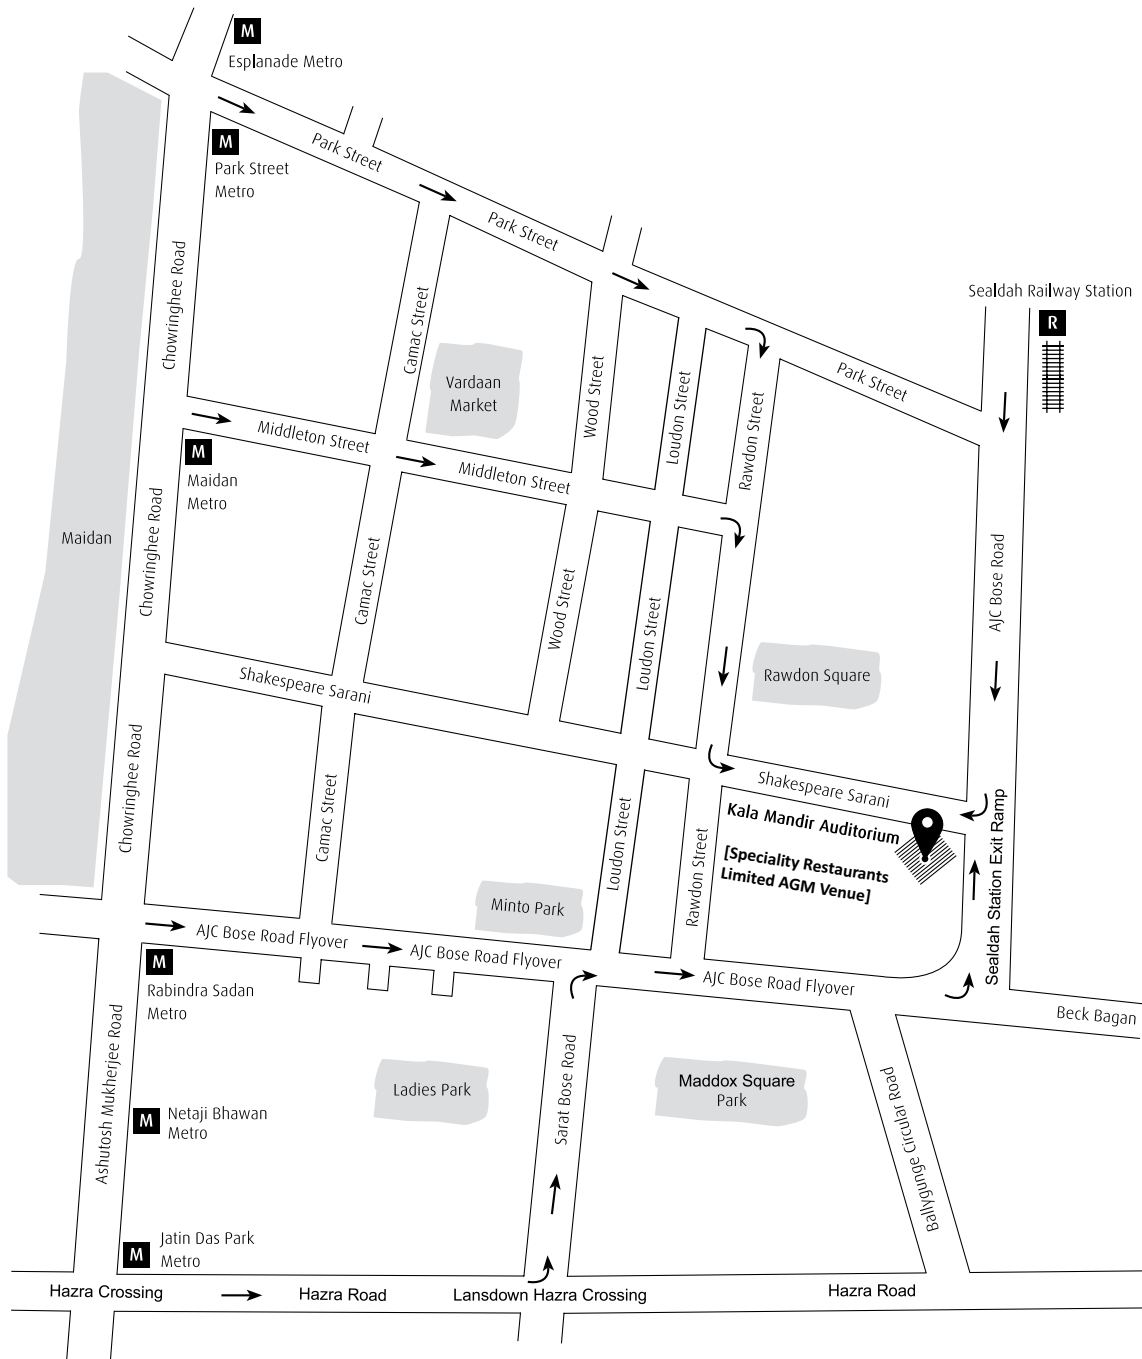 M
Esplanade Metro
M
Park Street
Metro
Park Street
Park Street
Park Street
Sealdah Railway Station
R
Chowringhee Road
Camac Street
Vardaan
Market
Wood Street
Loudon Street
Rawdon Street
Middleton Street
Middleton Street
M
Maidan
Metro
Maidan
Chowringhee Road
Camac Street
Wood Street
Loudon Street
AJC Bose Road
Rawdon Square
Shakespeare Sarani
Shakespeare Sarani
Chowringhee Road
Camac Street
Loudon Street
Rawdon Street
Kala Mandir Auditorium
[Speciality Restaurants
Limited AGM Venue]
Sealdah Station Exit Ramp
Minto Park
AJC Bose Road Flyover
AJC Bose Road Flyover
AJC Bose Road Flyover
M
Rabindra Sadan
Metro
Beck Bagan
Ashutosh Mukherjee Road
Ladies Park
Sarat Bose Road
Maddox Square
Park
Ballygunge Circular Road
M
Netaji Bhawan
Metro
M
Jatin Das Park
Metro
Hazra Crossing
Hazra Road
Lansdown Hazra Crossing
Hazra Road